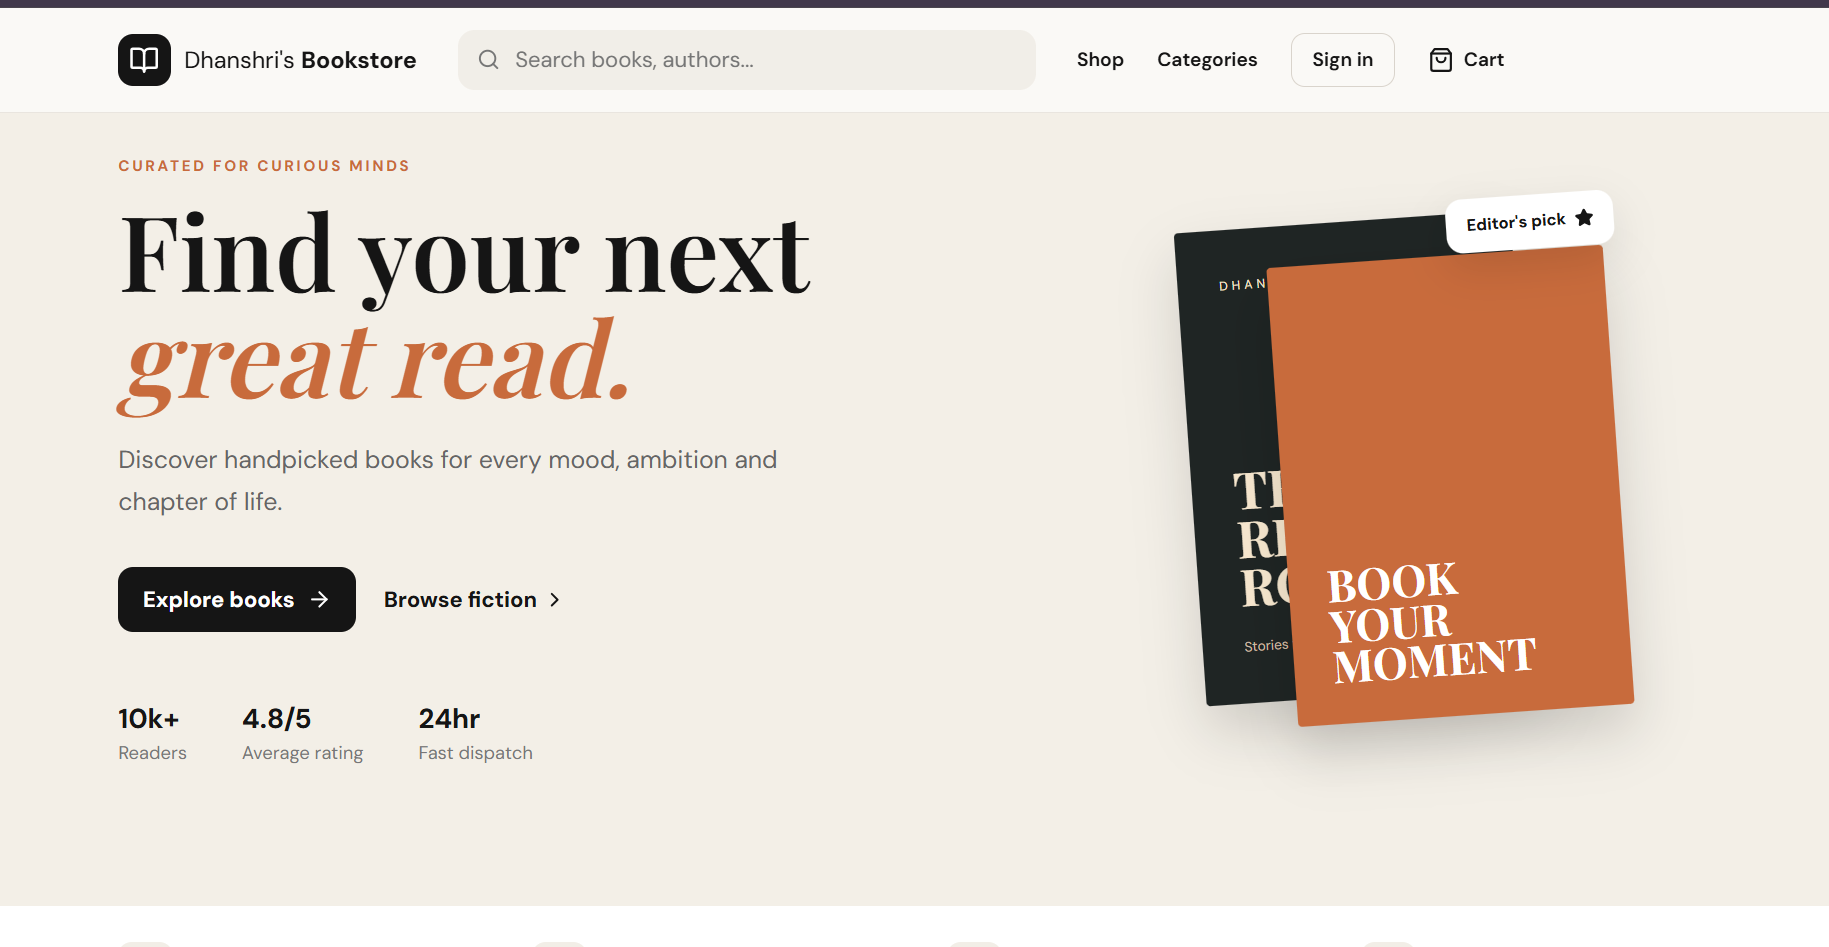 Dhanshri's Bookstore
Search books, authors...
Shop
Categories
Sign in
Cart
CURATED FOR CURIOUS MINDS
Find your next
great read.
Discover handpicked books for every mood, ambition and
chapter of life.
Explore books
Browse fiction
10k+
Readers
4.8/5
Average rating
24hr
Fast dispatch
Editor's pick
DHAN
Stories
BOOK
YOUR
MOMENT